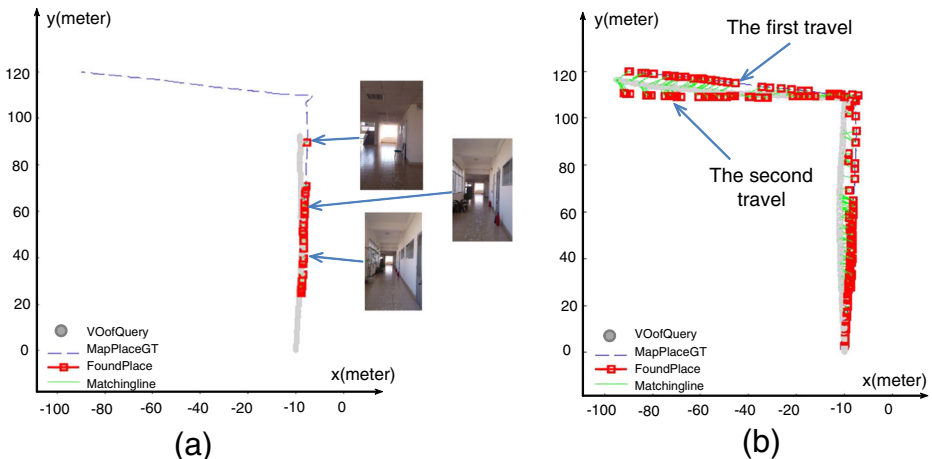 y(meter)
120
100
80
60
40
20
0
VOofQuery
MapPlaceGT
FoundPlace
Matchingline
x(meter)
-100 -80 -60 -40 -20 -10 0
(a)
y(meter)
The first travel
120
100
80
The second
travel
60
40
20
0
VOofQuery
MapPlaceGT
FoundPlace
Matchingline
x(meter)
-100 -80 -60 -40 -20 -10 0
(b)